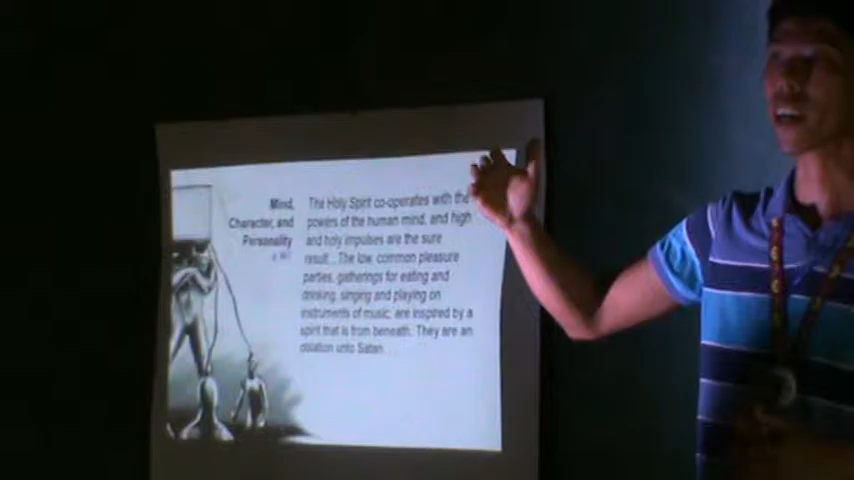 Mind,
Character, and
Personality
The Holy Spirit co-operates with the
powers of the human mind, and high
and holy impulses are the sure
result... The low, common pleasure
parties, gatherings for eating and
drinking, singing and playing on
instruments of music, are inspired by a
spirit that is from beneath. They are an
oblation unto Satan.